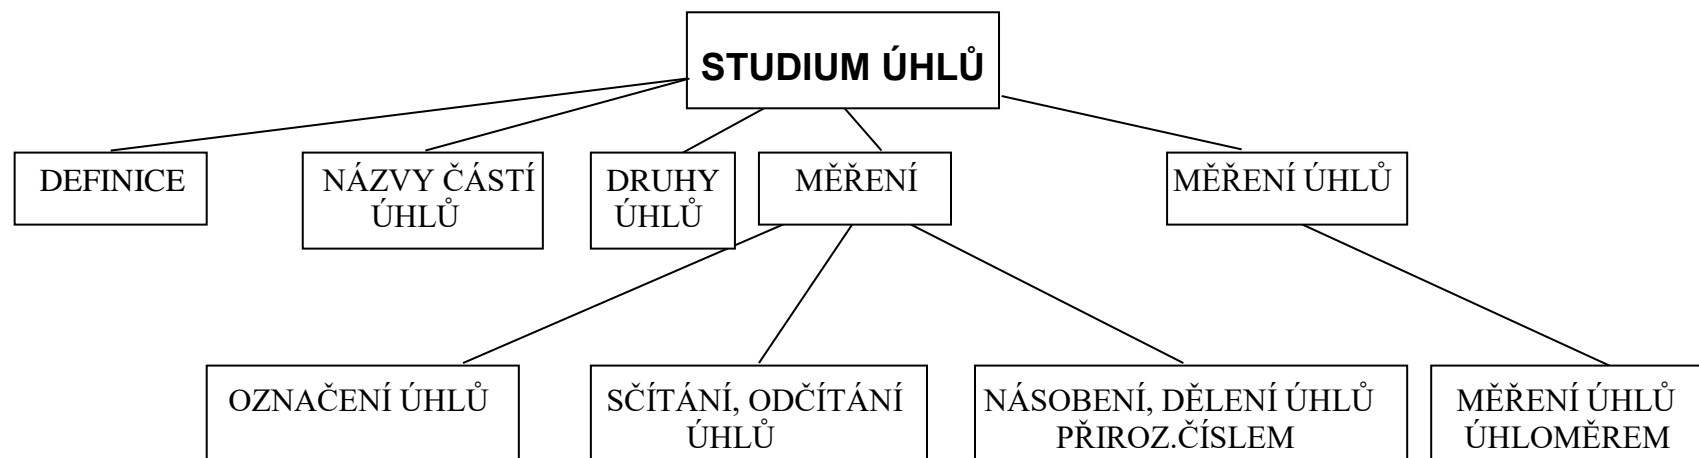 STUDIUM ÚHLŮ
DEFINICE
NÁZVY ČÁSTÍ
ÚHLŮ
DRUHY
ÚHLŮ
MĚŘENÍ
MĚŘENÍ ÚHLŮ
OZNAČENÍ ÚHLŮ
SČÍTÁNÍ, ODČÍTÁNÍ
ÚHLŮ
NÁSOBENÍ, DĚLENÍ ÚHLŮ
PŘIROZ.ČÍSLEM
MĚŘENÍ ÚHLŮ
ÚHLOMĚREM